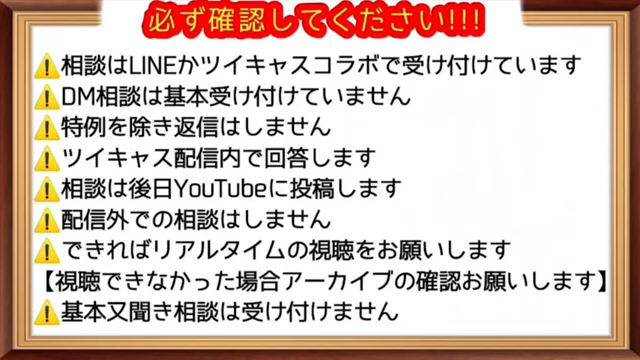 必ず確認してください!!!
⚠相談はLINEかツイキャスコラボで受け付けています
⚠DM相談は基本受け付けていません
⚠特例を除き返信はしません
⚠ツイキャス配信内で回答します
⚠相談は後日YouTubeに投稿します
⚠配信外での相談はしません
⚠できればリアルタイムの視聴をお願いします
【視聴できなかった場合アーカイブの確認お願いします】
⚠基本又聞き相談は受け付けません